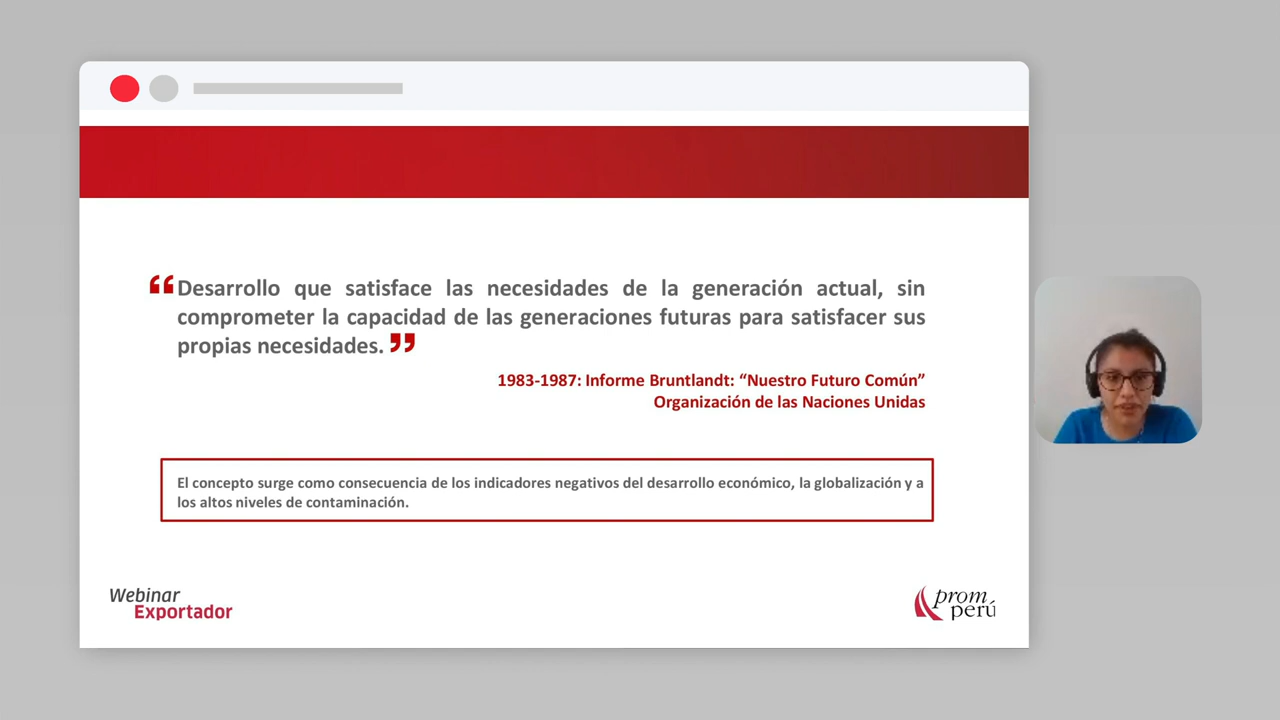 “Desarrollo que satisface las necesidades de la generación actual, sin
comprometer la capacidad de las generaciones futuras para satisfacer sus
propias necesidades.”
1983-1987: Informe Bruntlandt: “Nuestro Futuro Común”
Organización de las Naciones Unidas
El concepto surge como consecuencia de los indicadores negativos del desarrollo económico, la globalización y a
los altos niveles de contaminación.
Webinar
Exportador
prom
perú